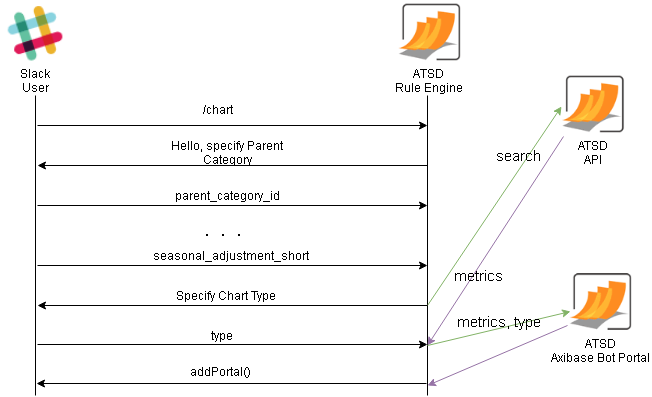 Slack
User
ATSD
Rule Engine
/chart
Hello, specify Parent
Category
parent_category_id
. . .
seasonal_adjustment_short
Specify Chart Type
type
addPortal()
search
metrics
metrics, type
ATSD
API
ATSD
Axibase Bot Portal